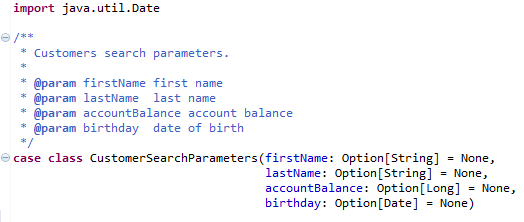 import java.util.Date
/**
 * Customers search parameters.
 *
 * @param firstName first name
 * @param lastName  last name
 * @param accountBalance account balance
 * @param birthday  date of birth
 */
case class CustomerSearchParameters(firstName: Option[String] = None,
                                    lastName: Option[String] = None,
                                    accountBalance: Option[Long] = None,
                                    birthday: Option[Date] = None)